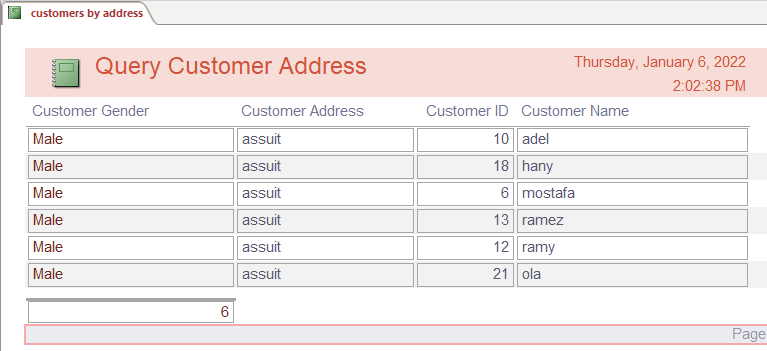 customers by address
Query Customer Address
Thursday, January 6, 2022
2:02:38 PM
Customer Gender Customer Address Customer ID Customer Name
Male assuit 10 adel
Male assuit 18 hany
Male assuit 6 mostafa
Male assuit 13 ramez
Male assuit 12 ramy
Male assuit 21 ola
6
Page